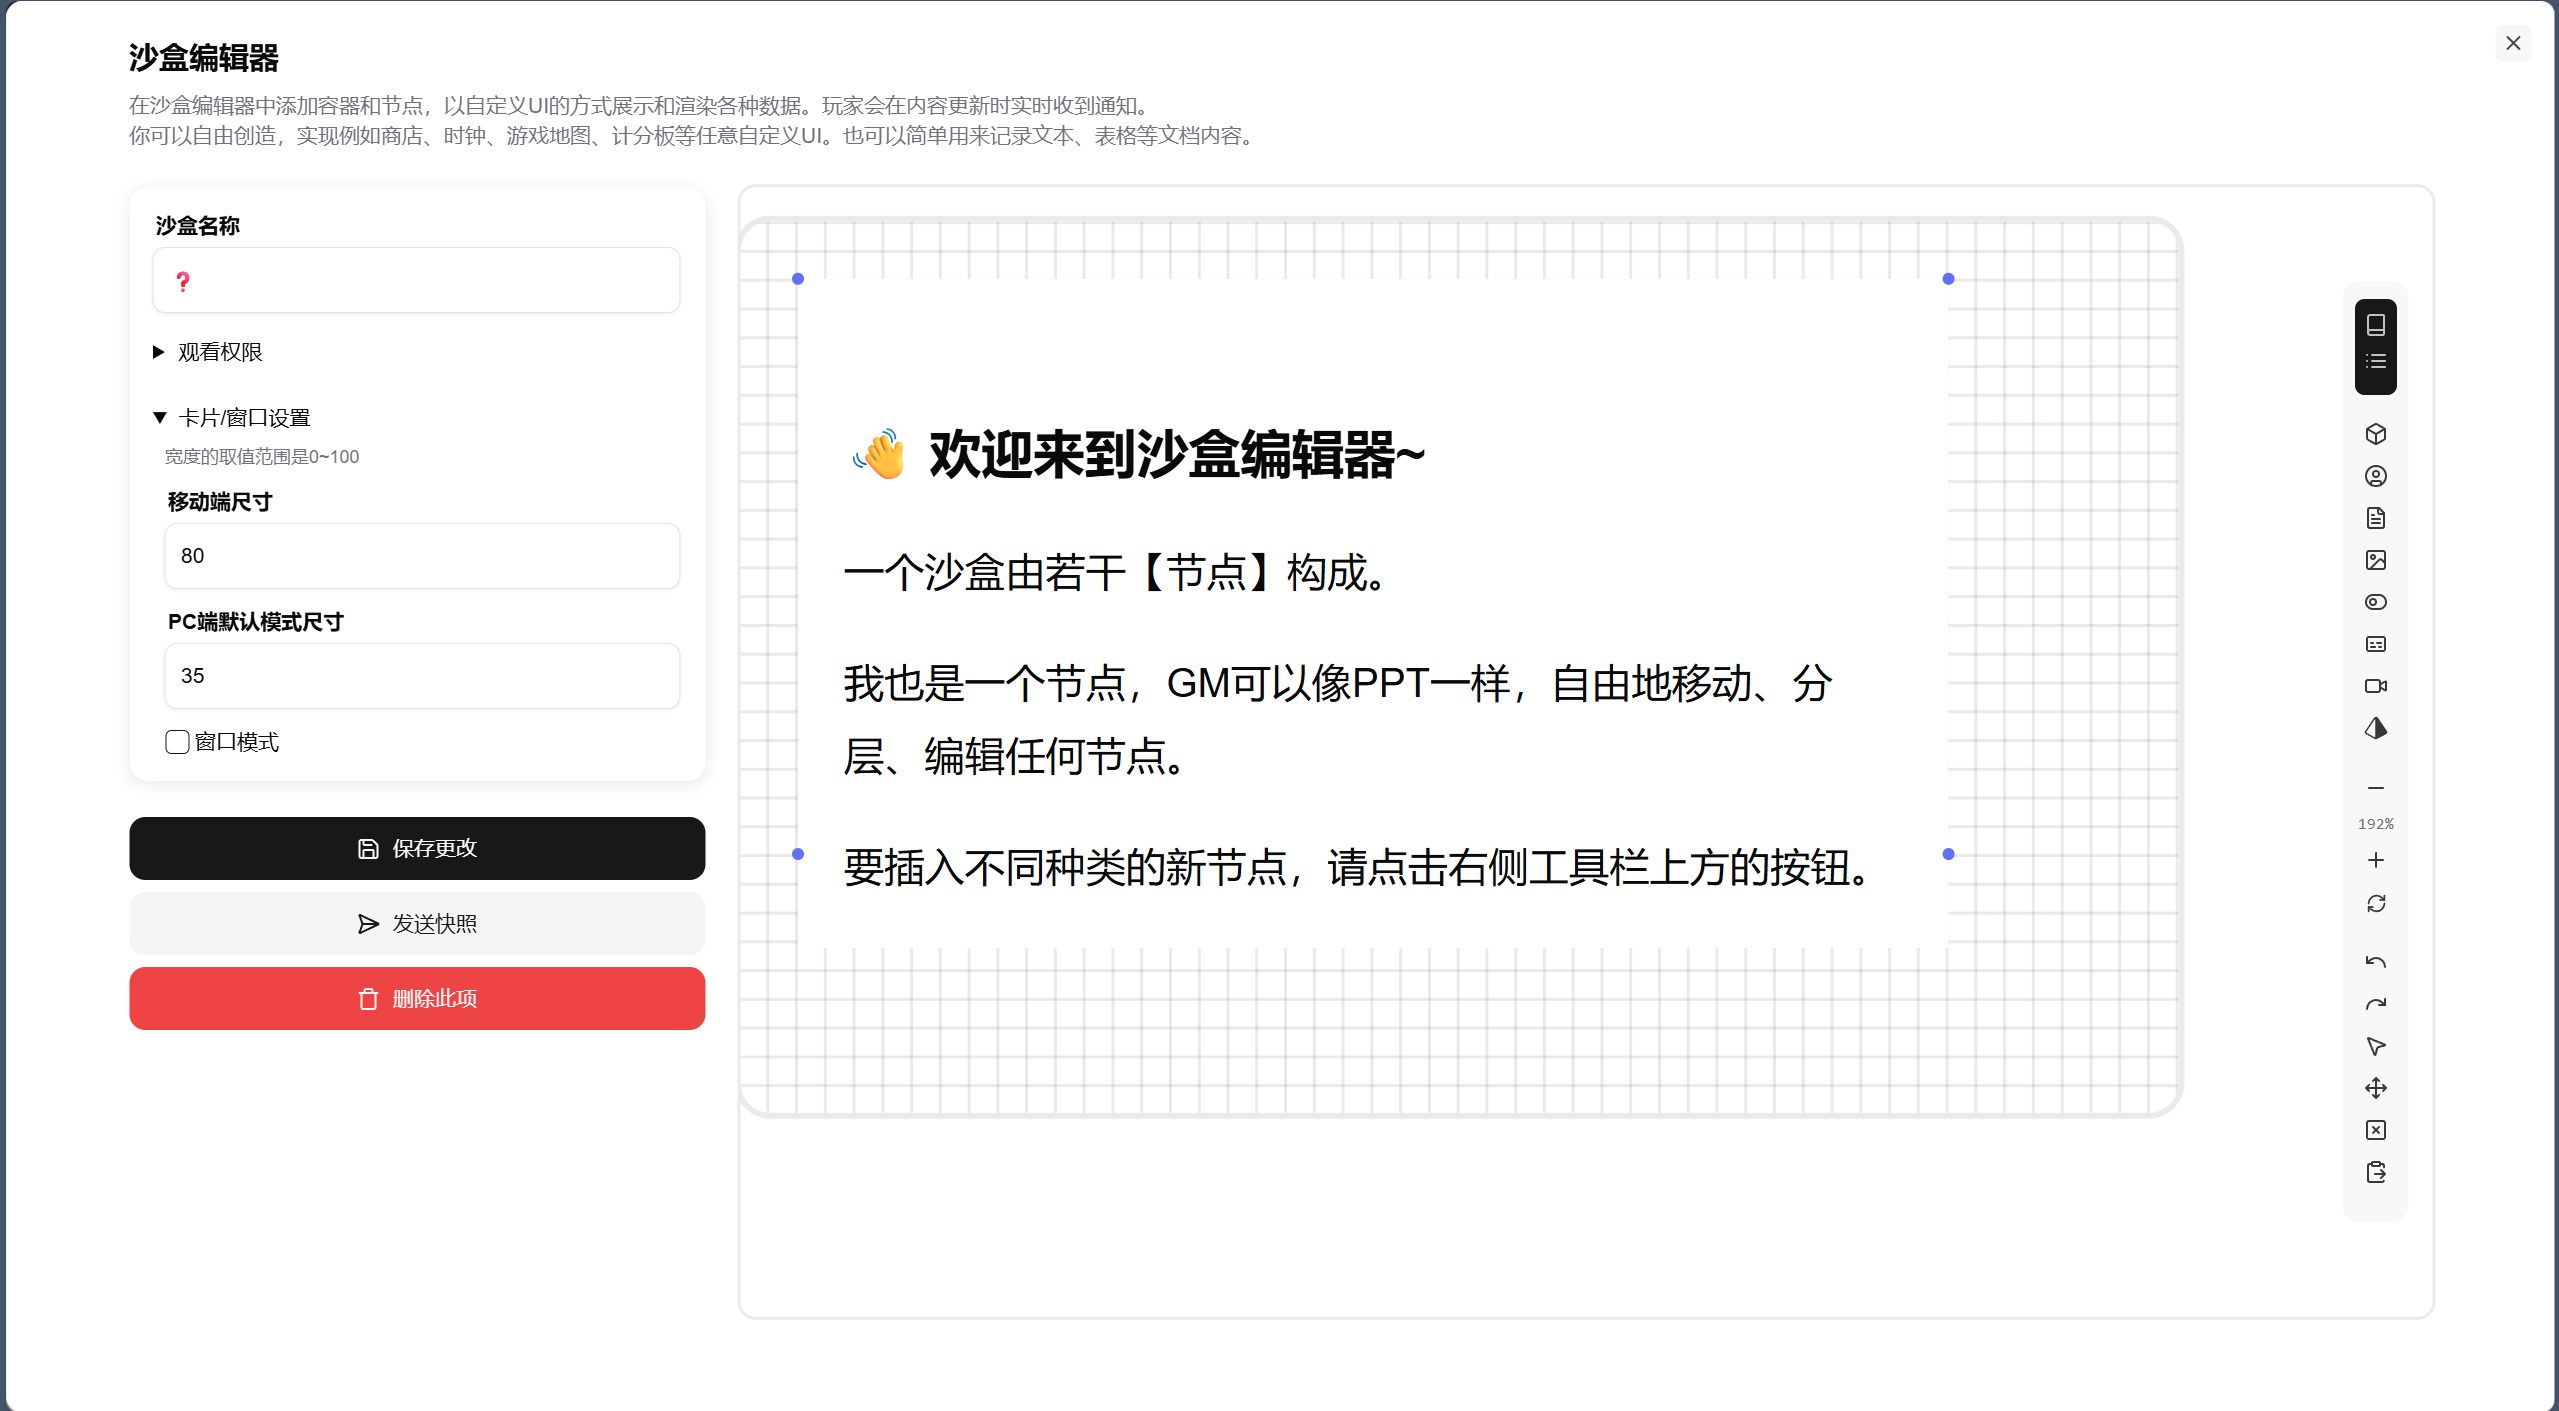 沙盒编辑器
在沙盒编辑器中添加容器和节点，以自定义UI的方式展示和渲染各种数据。玩家会在内容更新时实时收到通知。
你可以自由创造，实现例如商店、时钟、游戏地图、计分板等任意自定义UI。也可以简单用来记录文本、表格等文档内容。
沙盒名称
❓
▶ 观看权限
▼ 卡片/窗口设置
宽度的取值范围是0~100
移动端尺寸
80
PC端默认模式尺寸
35
窗口模式
保存更改
发送快照
删除此项
👋 欢迎来到沙盒编辑器~
一个沙盒由若干【节点】构成。
我也是一个节点，GM可以像PPT一样，自由地移动、分
层、编辑任何节点。
要插入不同种类的新节点，请点击右侧工具栏上方的按钮。
192%